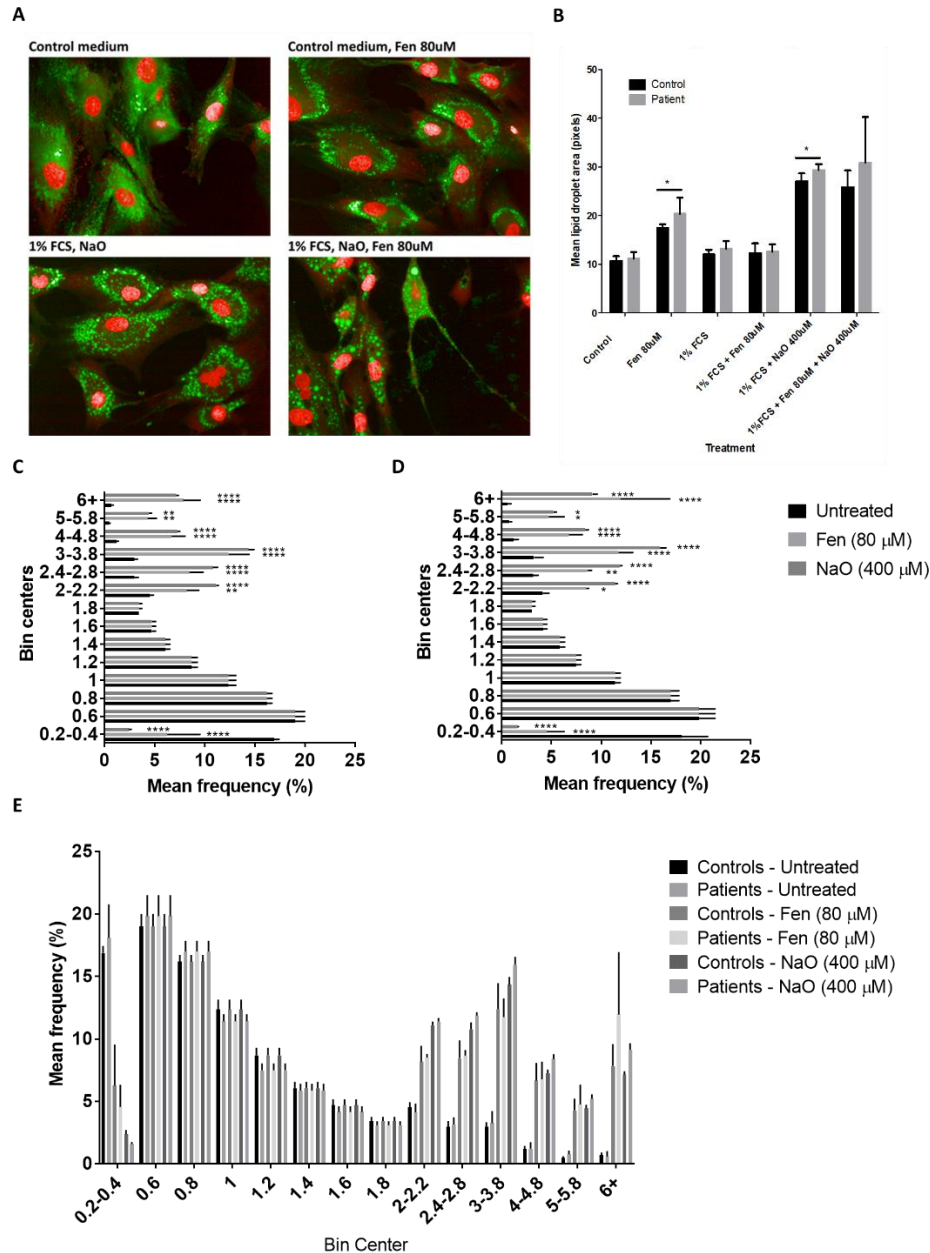 A
Control medium
Control medium, Fen 80uM
1% FCS, NaO
1% FCS, NaO, Fen 80uM
B
Mean lipid droplet area (pixels)
50
40
30
20
10
0
Control
Patient
*
*
Control
Fen 80uM
1% FCS
1% FCS + Fen 80uM
1% FCS + NaO 400uM
1%FCS + Fen 80uM + NaO 400uM
Treatment
C
Bin centers
6+
****
****
5-5.8
**
**
4-4.8
****
****
3-3.8
****
****
2.4-2.8
****
****
2-2.2
****
**
1.8
1.6
1.4
1.2
1
0.8
0.6
0.2-0.4
****
****
0
5
10
15
20
25
Mean frequency (%)
D
Bin centers
6+
****
****
5-5.8
*
*
4-4.8
****
****
3-3.8
****
****
2.4-2.8
****
**
2-2.2
****
*
1.8
1.6
1.4
1.2
1
0.8
0.6
0.2-0.4
****
****
0
5
10
15
20
25
Mean frequency (%)
Untreated
Fen (80 µM)
NaO (400 µM)
E
Mean frequency (%)
25
20
15
10
5
0
0.2-0.4
0.6
0.8
1
1.2
1.4
1.6
1.8
2-2.2
2.4-2.8
3-3.8
4-4.8
5-5.8
6+
Bin Center
Controls - Untreated
Patients - Untreated
Controls - Fen (80 µM)
Patients - Fen (80 µM)
Controls - NaO (400 µM)
Patients - NaO (400 µM)